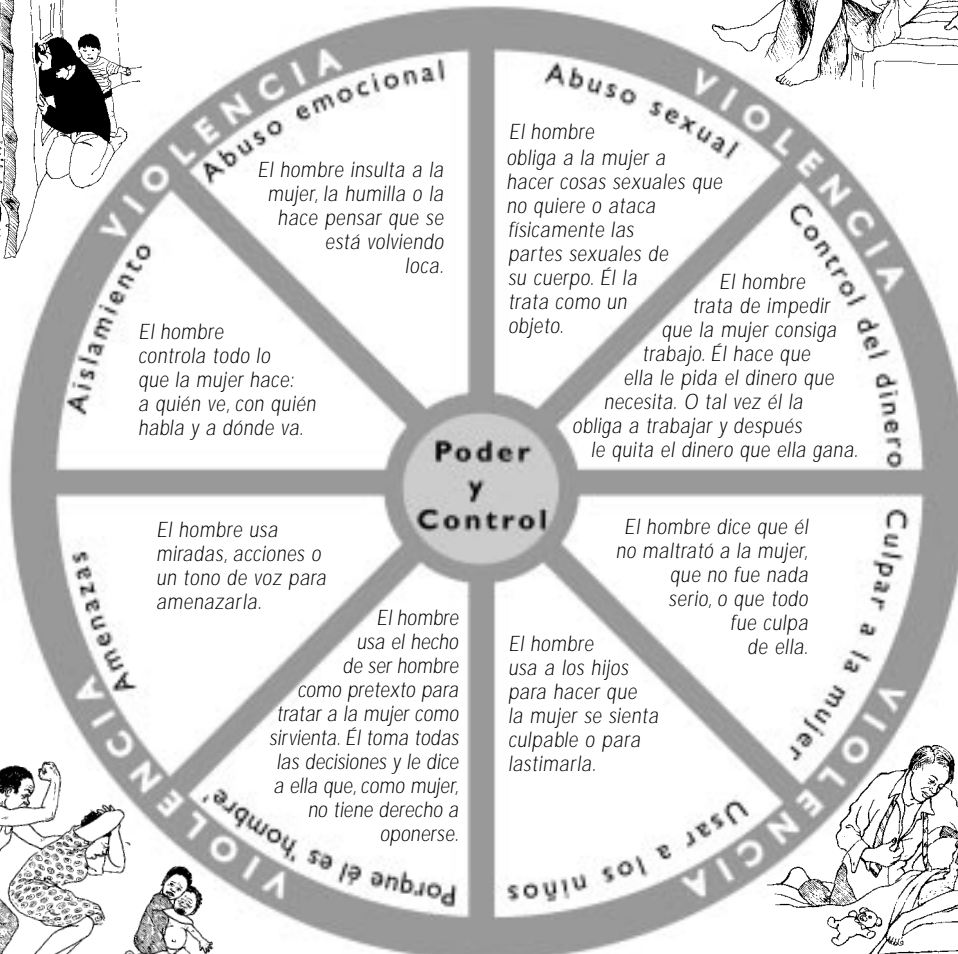 VIOLENCIA
Abuso emocional
El hombre insulta a la
mujer, la humilla o la
hace pensar que se
está volviendo
loca.
VIOLENCIA
Abuso sexual
El hombre
obliga a la mujer a
hacer cosas sexuales que
no quiere o ataca
físicamente las
partes sexuales de
su cuerpo. Él la
trata como un
objeto.
Control del dinero
El hombre
trata de impedir
que la mujer consiga
trabajo. Él hace que
ella le pida el dinero que
necesita. O tal vez él la
obliga a trabajar y después
le quita el dinero que ella gana.
Aislamiento
El hombre
controla todo lo
que la mujer hace:
a quién ve, con quién
habla y a dónde va.
Poder
y
Control
Culpar a la mujer
El hombre dice que él
no maltrató a la mujer,
que no fue nada
serio, o que todo
fue culpa
de ella.
VIOLENCIA
Usar a los niños
El hombre
usa a los hijos
para hacer que
la mujer se sienta
culpable o para
lastimarla.
Porque él es 'hombre'
El hombre
usa el hecho
de ser hombre
como pretexto para
tratar a la mujer como
sirvienta. Él toma todas
las decisiones y le dice
a ella que, como mujer,
no tiene derecho a
oponerse.
VIOLENCIA
Amenazas
El hombre usa
miradas, acciones o
un tono de voz para
amenazarla.